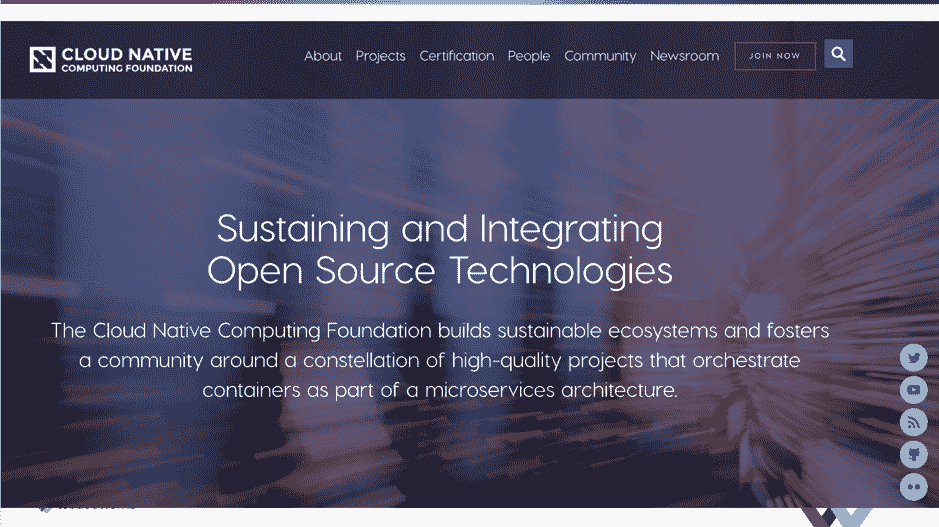 CLOUD NATIVE
COMPUTING FOUNDATION
About Projects Certification People Community Newsroom JOIN NOW
Sustaining and Integrating
Open Source Technologies
The Cloud Native Computing Foundation builds sustainable ecosystems and fosters
a community around a constellation of high-quality projects that orchestrate
containers as part of a microservices architecture.